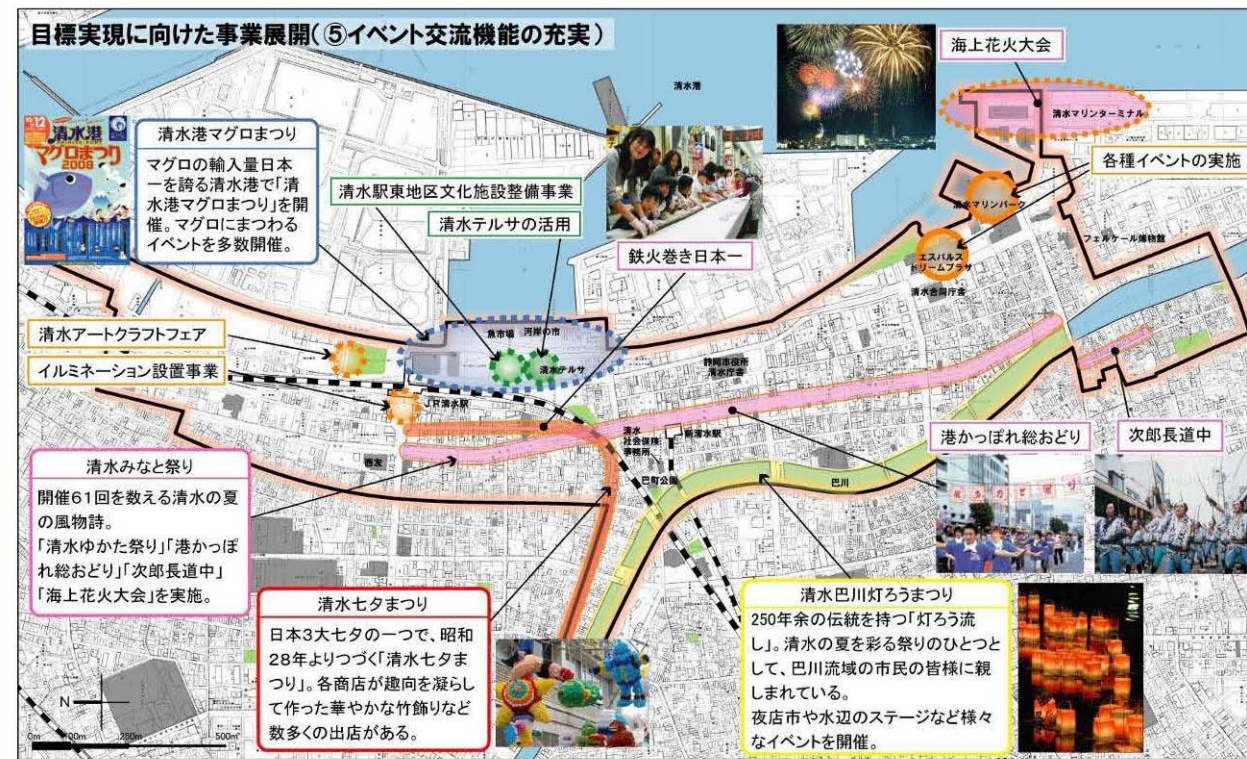 目標実現に向けた事業展開(⑤イベント交流機能の充実)
清水港
海上花火大会
清水マリンターミナル
各種イベントの実施
清水マリンパーク
フェルケール博物館
エスパルス
ドリームプラザ
清水合同庁舎
10/12
清水港
マグロまつり
2008
清水港マグロまつり
マグロの輸入量日本
一を誇る清水港で「清
水港マグロまつり」を開
催。マグロにまつわる
イベントを多数開催。
清水駅東地区文化施設整備事業
清水テルサの活用
鉄火巻き日本一
清水アートクラフトフェア
イルミネーション設置事業
魚市場
河岸の市
清水テルサ
JR清水駅
静岡市役所
清水庁舎
西友
清水
社会保険
事務所
新清水駅
巴町公園
巴川
港かっぽれ総おどり
次郎長道中
清水みなと祭り
開催61回を数える清水の夏
の風物詩。
「清水ゆかた祭り」「港かっぽ
れ総おどり」「次郎長道中」
「海上花火大会」を実施。
清水七夕まつり
日本3大七夕の一つで、昭和
28年よりつづく「清水七夕ま
つり」。各商店が趣向を凝らし
て作った華やかな竹飾りなど
数多くの出店がある。
清水巴川灯ろうまつり
250年余の伝統を持つ「灯ろう流
し」。清水の夏を彩る祭りのひとつと
して、巴川流域の市民の皆様に親
しまれている。
夜店市や水辺のステージなど様々
なイベントを開催。
N
0m 100m 250m 500m